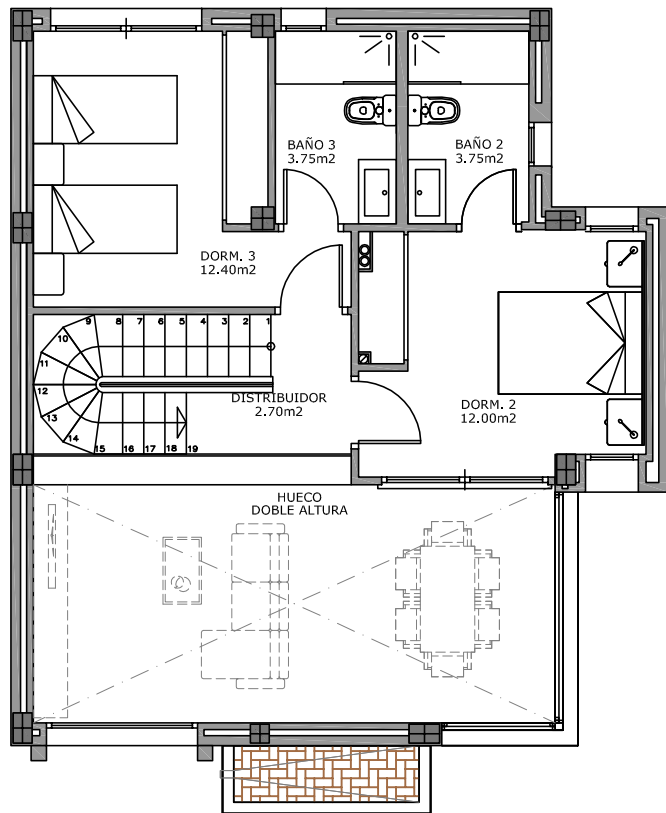 BAÑO 3
3.75m2
BAÑO 2
3.75m2
DORM. 3
12.40m2
9
8
7
6
5
4
3
2
1
10
11
12
13
14
15
16
17
18
19
DISTRIBUIDOR
2.70m2
DORM. 2
12.00m2
HUECO
DOBLE ALTURA